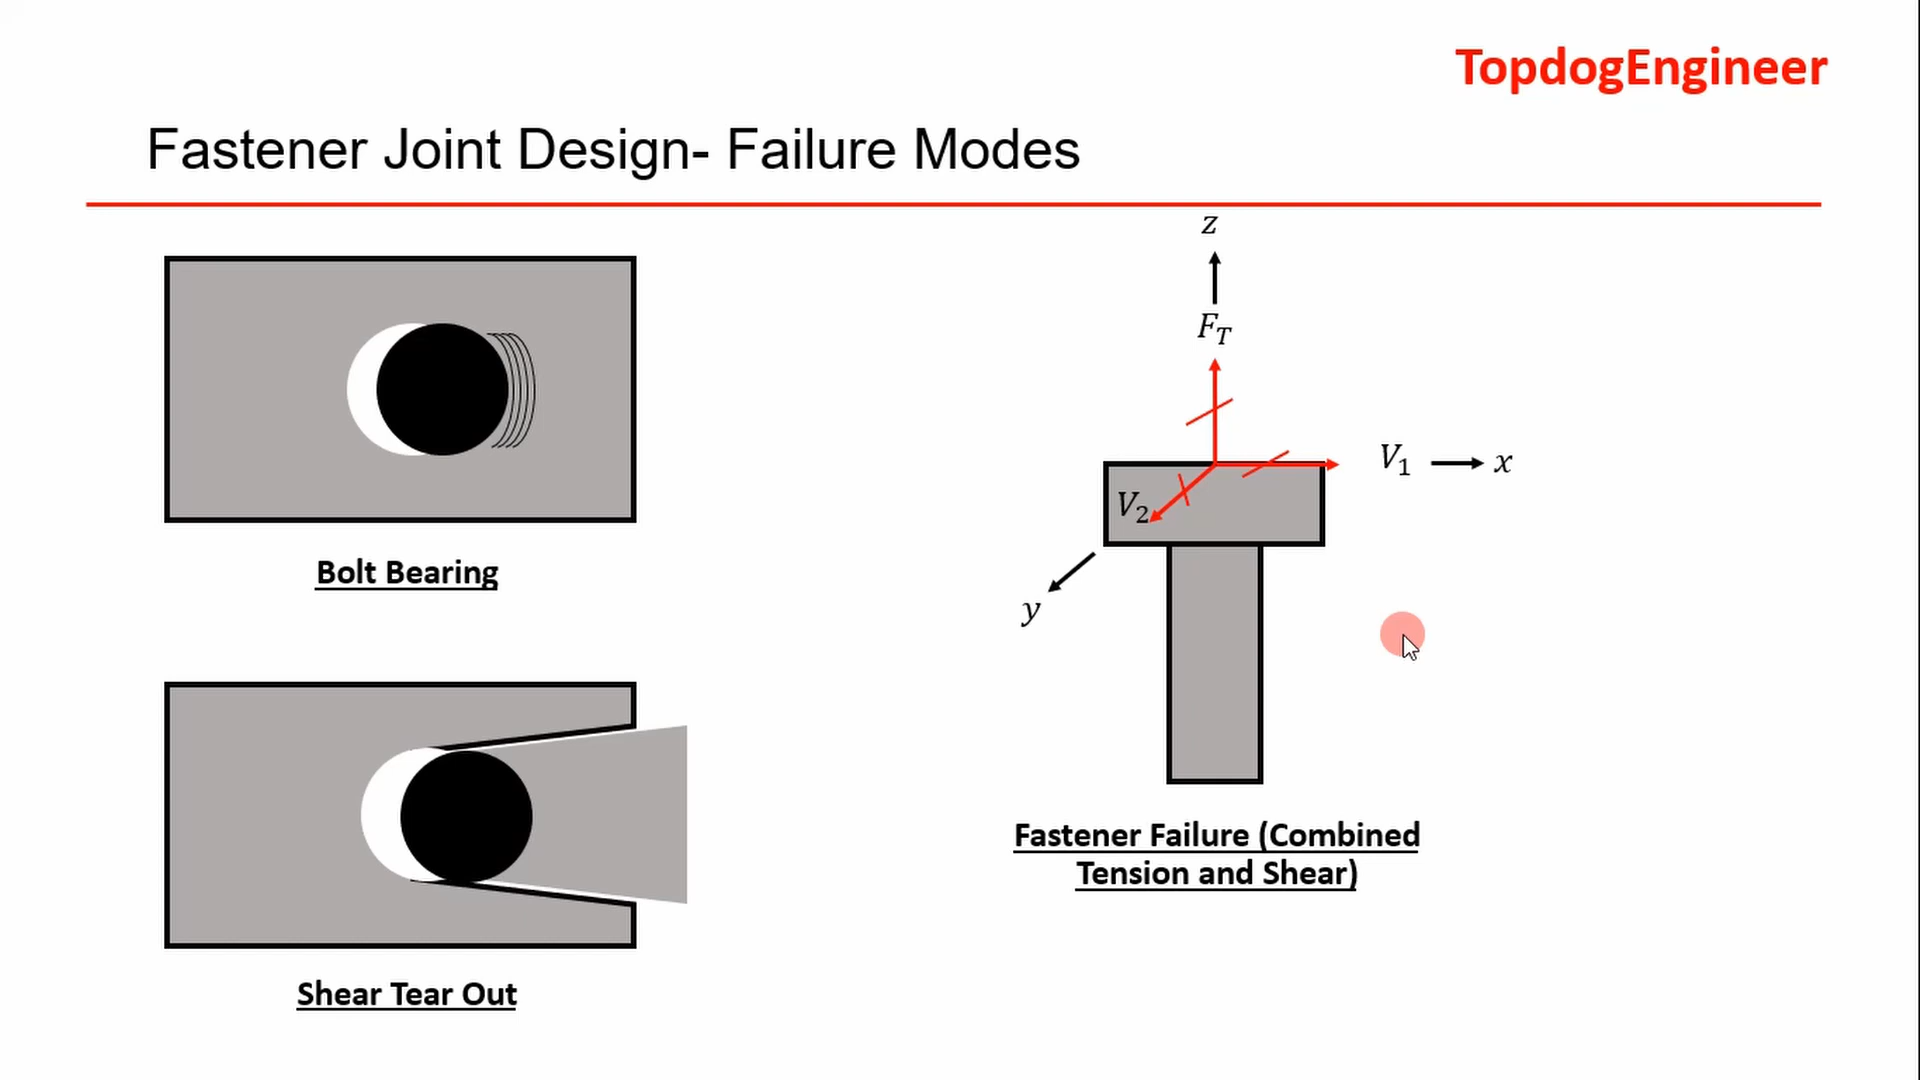 TopdogEngineer
Fastener Joint Design- Failure Modes
Bolt Bearing
Shear Tear Out
z
F_T
V_1
x
V_2
y
Fastener Failure (Combined
Tension and Shear)